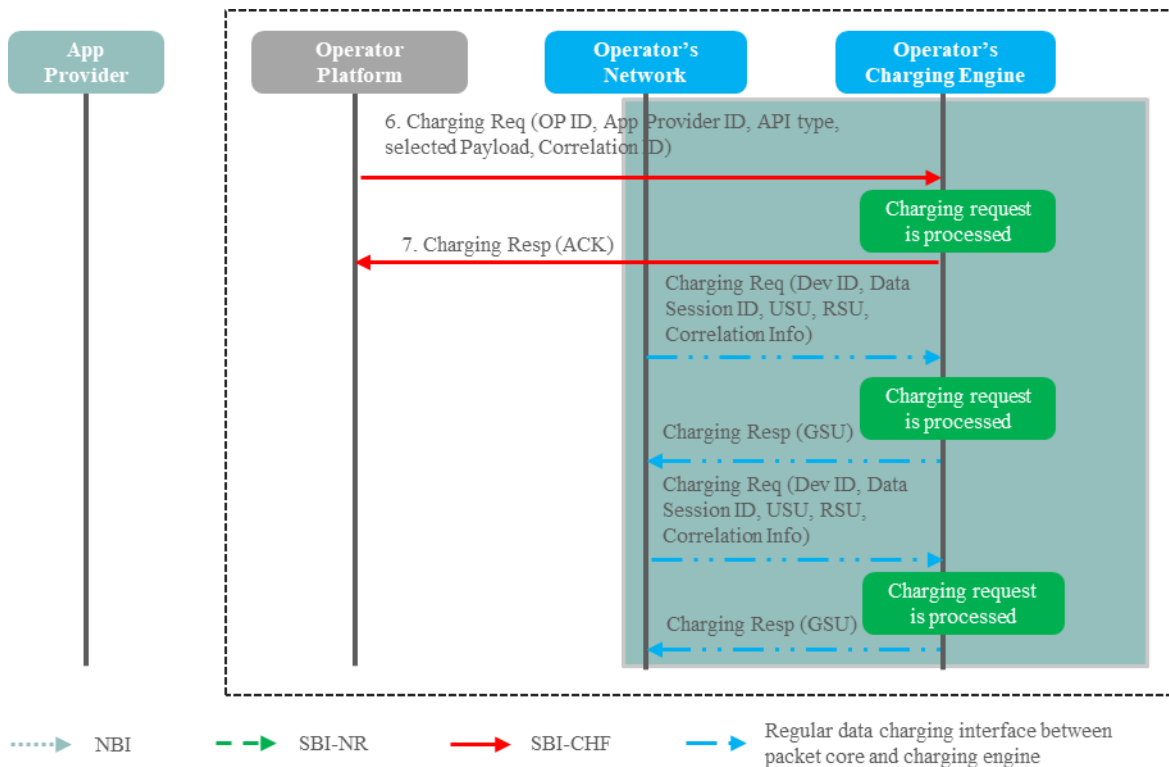 App
Provider
Operator
Platform
Operator's
Network
Operator's
Charging Engine
6. Charging Req (OP ID, App Provider ID, API type,
selected Payload, Correlation ID)
Charging request
is processed
7. Charging Resp (ACK)
Charging Req (Dev ID, Data
Session ID, USU, RSU,
Correlation Info)
Charging request
is processed
Charging Resp (GSU)
Charging Req (Dev ID, Data
Session ID, USU, RSU,
Correlation Info)
Charging request
is processed
Charging Resp (GSU)
NBI
SBI-NR
SBI-CHF
Regular data charging interface between
packet core and charging engine